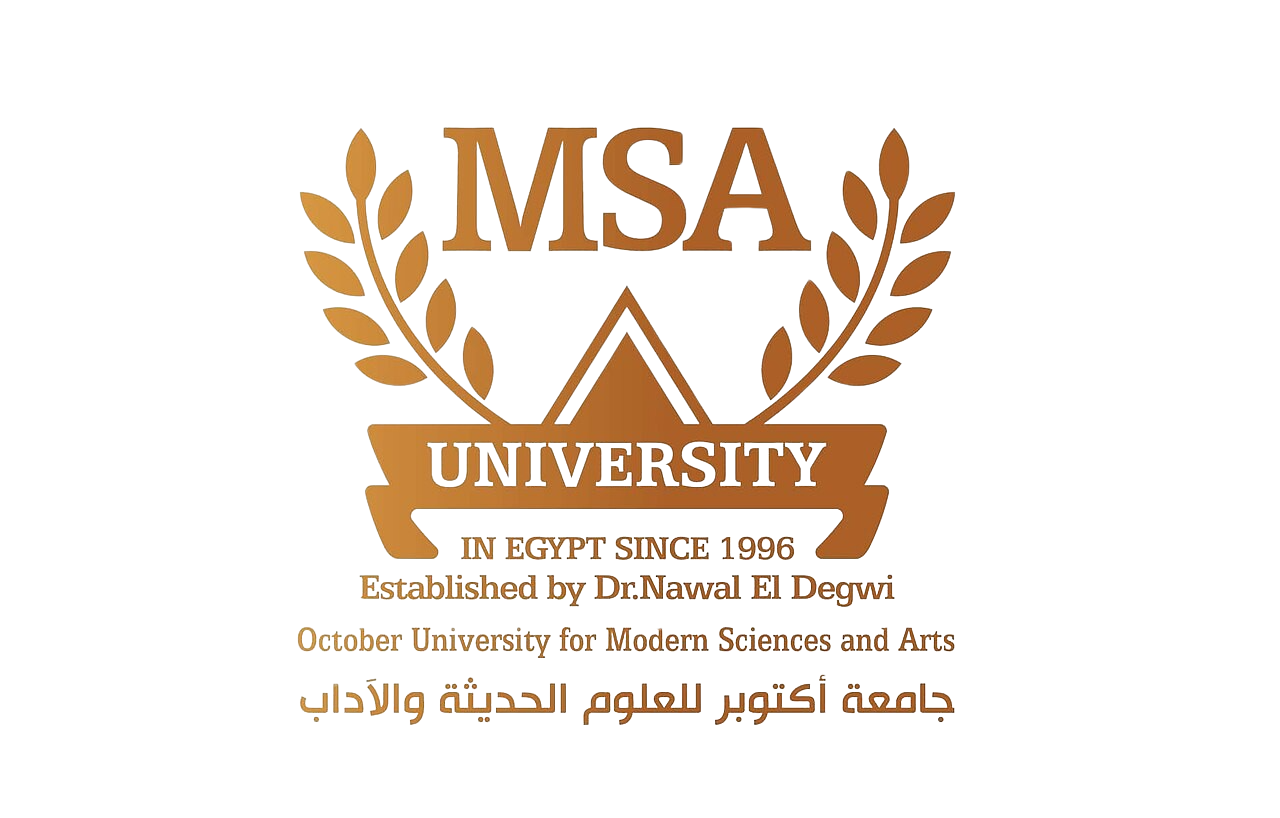 MSA
UNIVERSITY
IN EGYPT SINCE 1996
Established by Dr.Nawal El Degwi
October University for Modern Sciences and Arts
جامعة أكتوبر للعلوم الحديثة والآداب